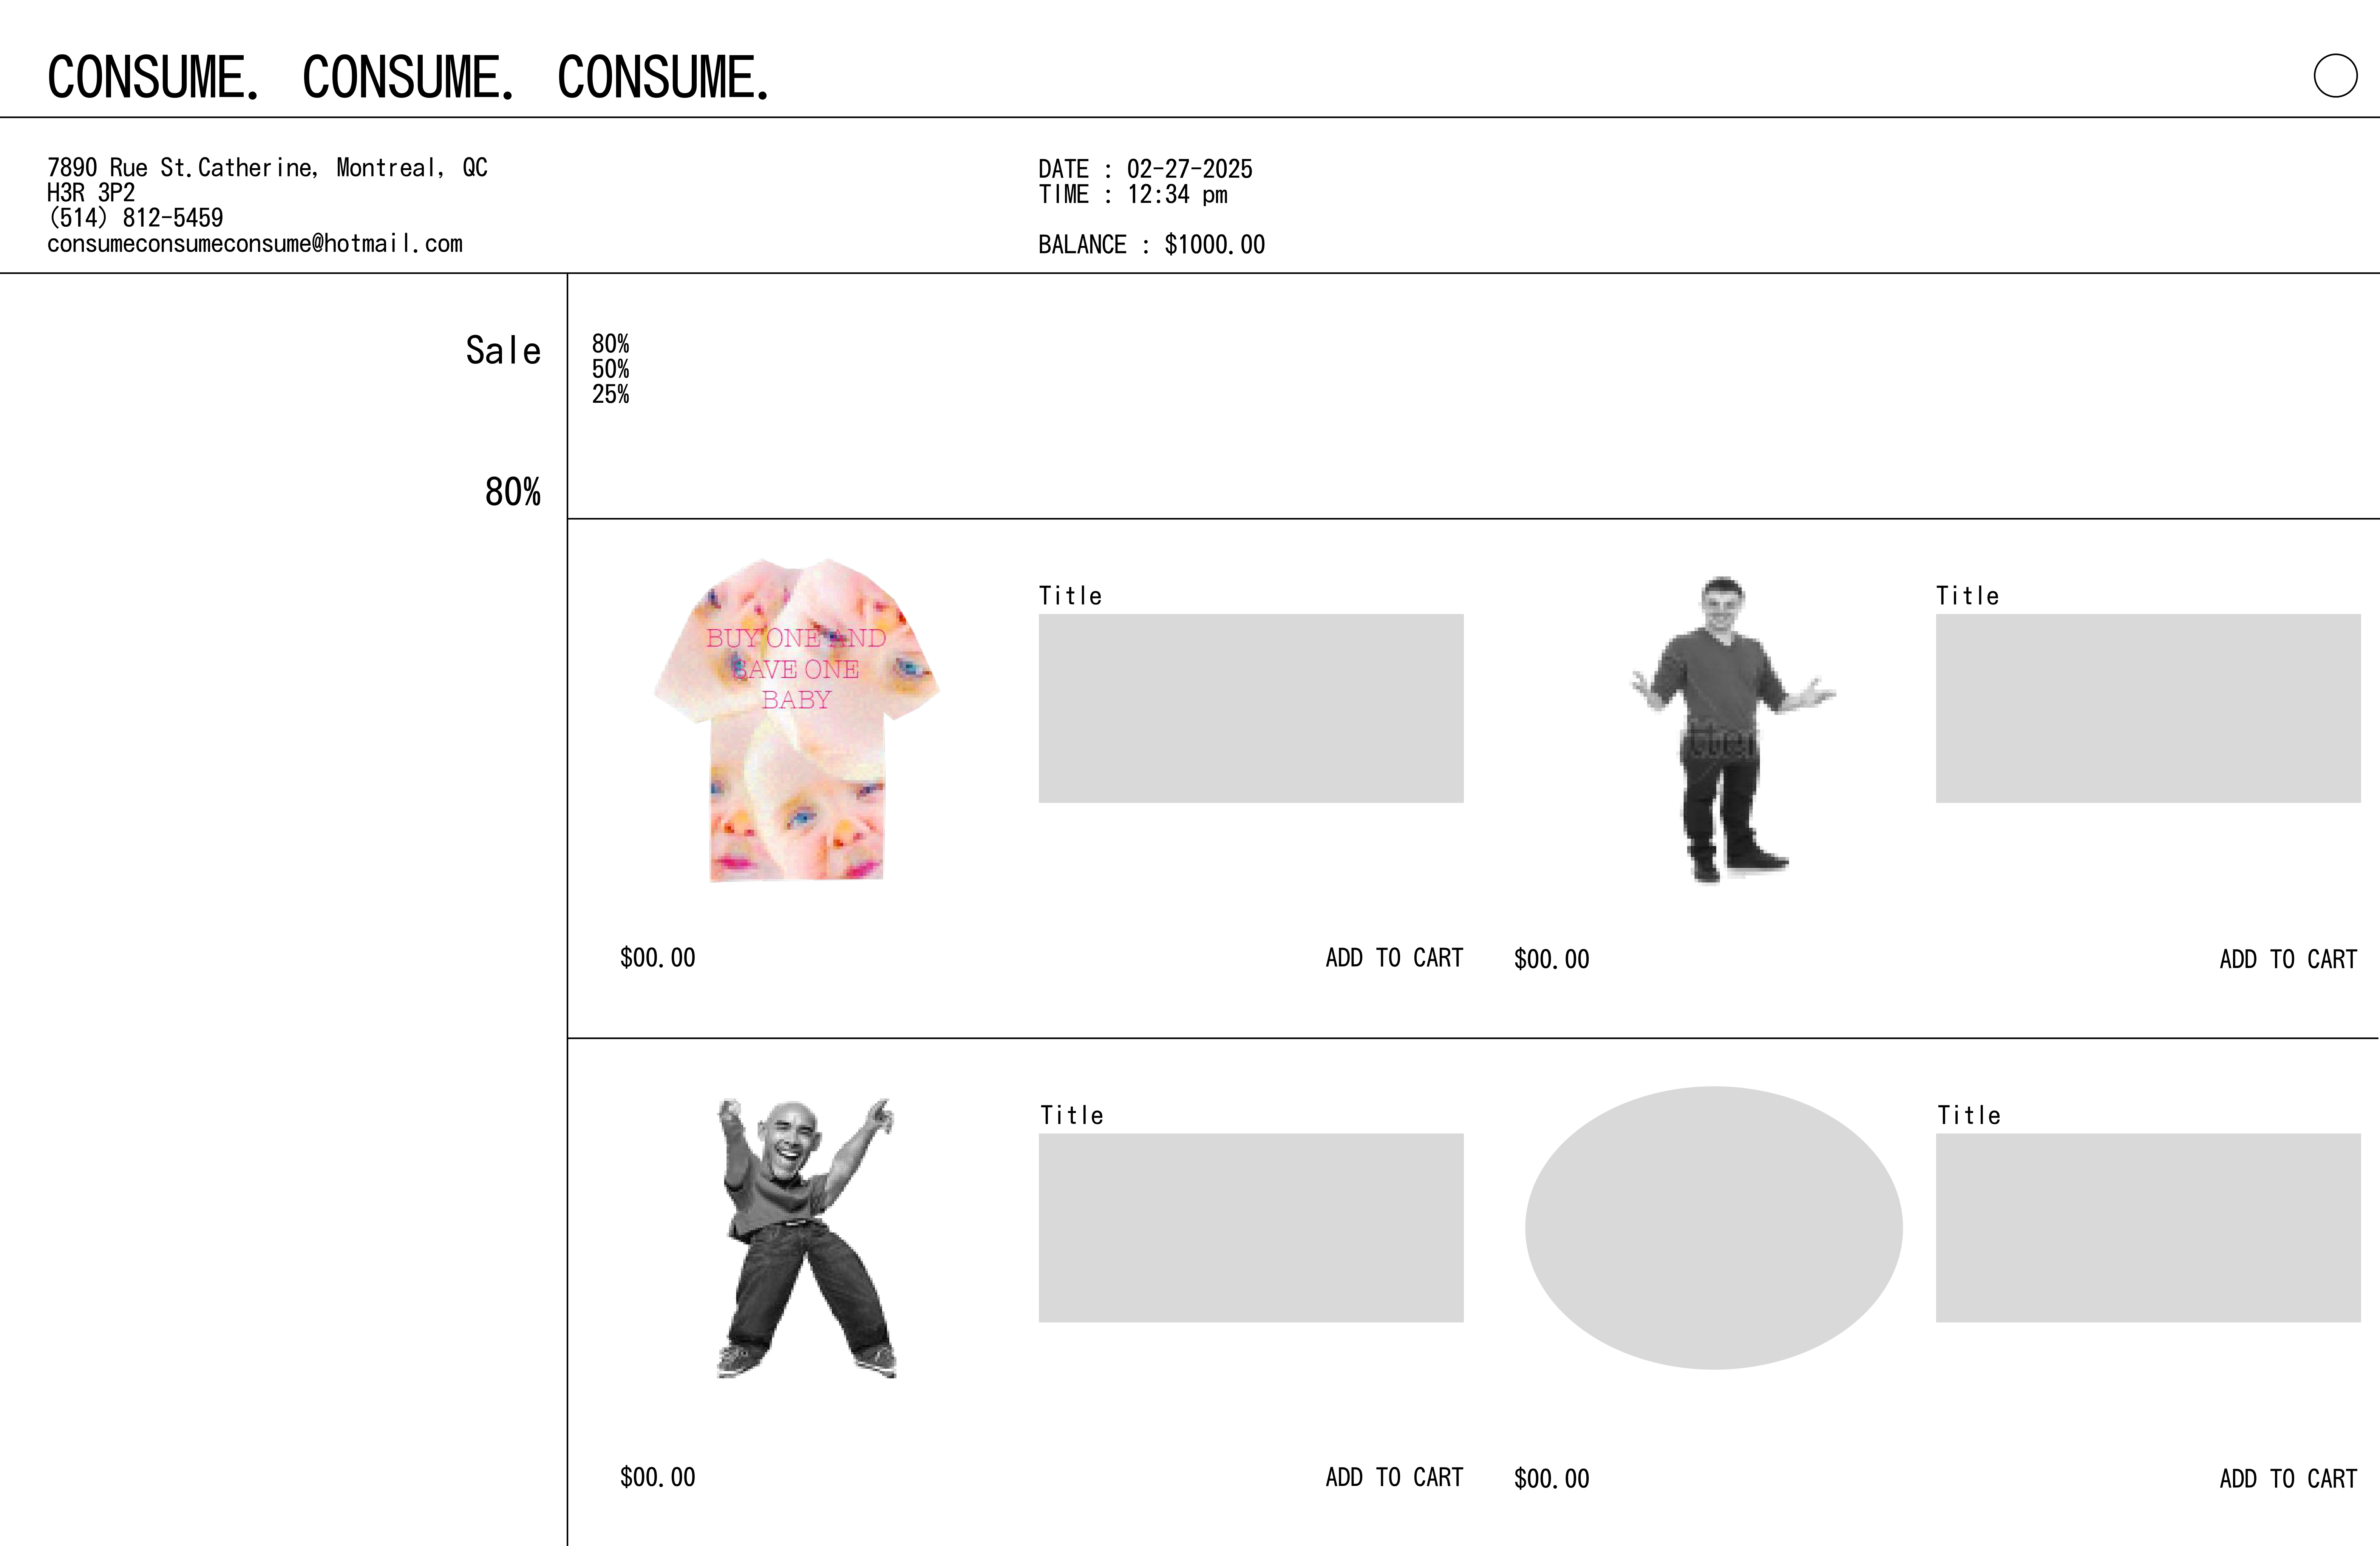 CONSUME. CONSUME. CONSUME.
7890 Rue St.Catherine, Montreal, QC
H3R 3P2
(514) 812-5459
consumeconsumeconsume@hotmail.com
DATE : 02-27-2025
TIME : 12:34 pm
BALANCE : $1000.00
Sale
80%
50%
25%
80%
BUY ONE AND
SAVE ONE
BABY
Title
$00.00
ADD TO CART
Title
$00.00
ADD TO CART
Title
$00.00
ADD TO CART
Title
$00.00
ADD TO CART